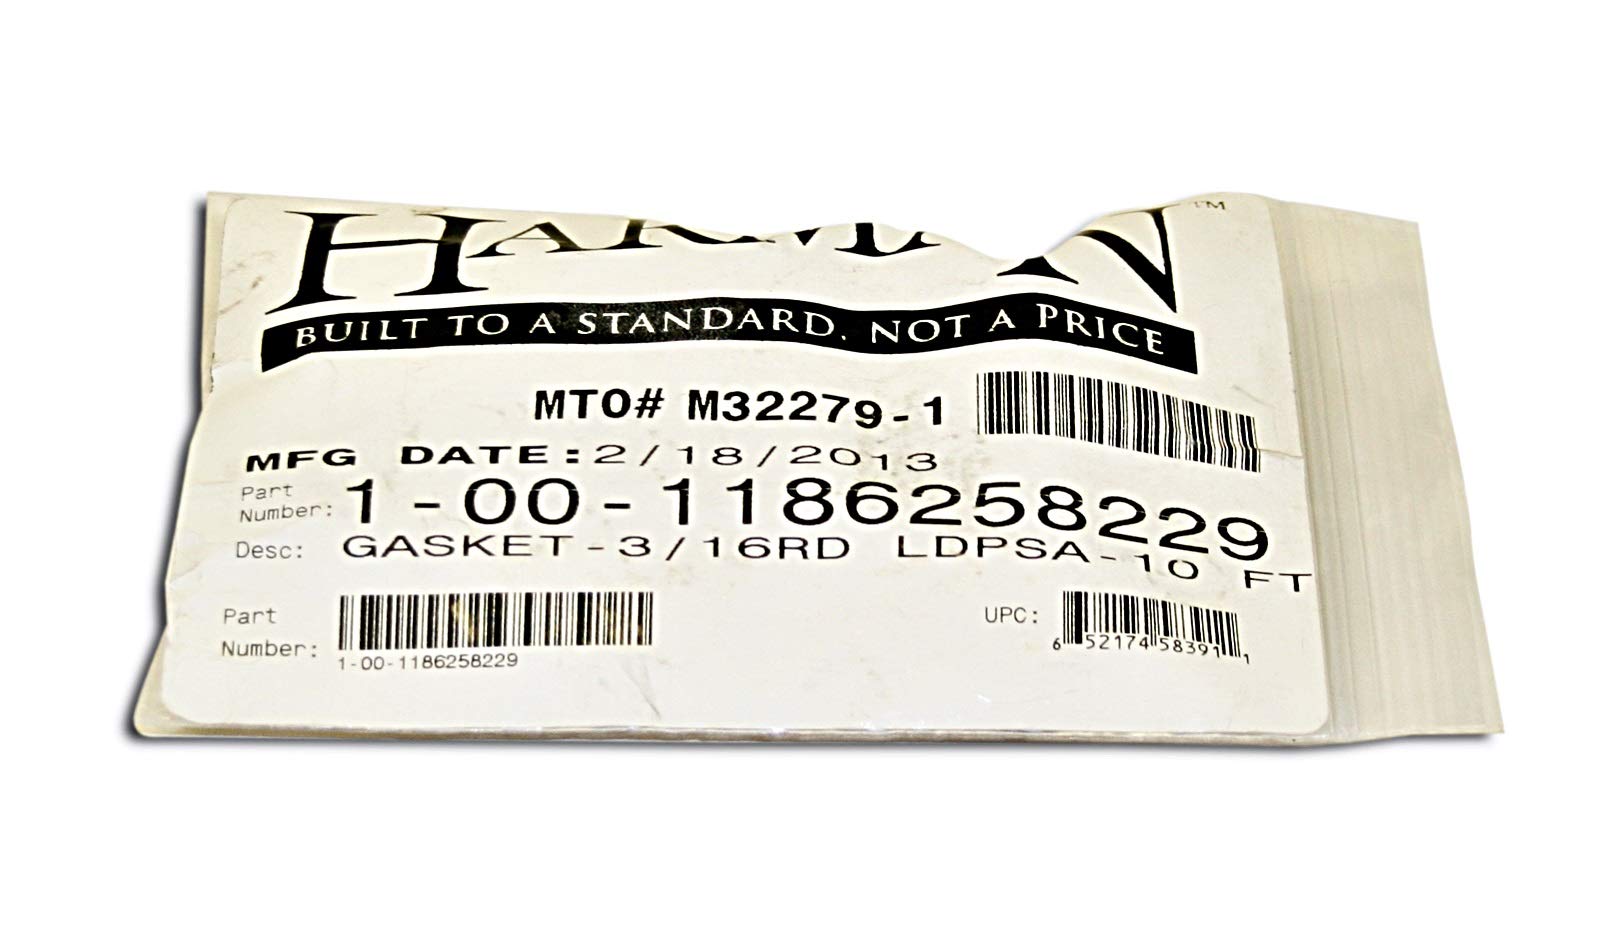 HARMAN™
BUILT TO A STANDARD, NOT A PRICE
MTO# M32279-1
MFG DATE: 2/18/2013
Part Number: 1-00-1186258229
Desc: GASKET-3/16RD LDPSA-10 FT
Part Number: 1-00-1186258229
UPC: 6 52174 58391 1